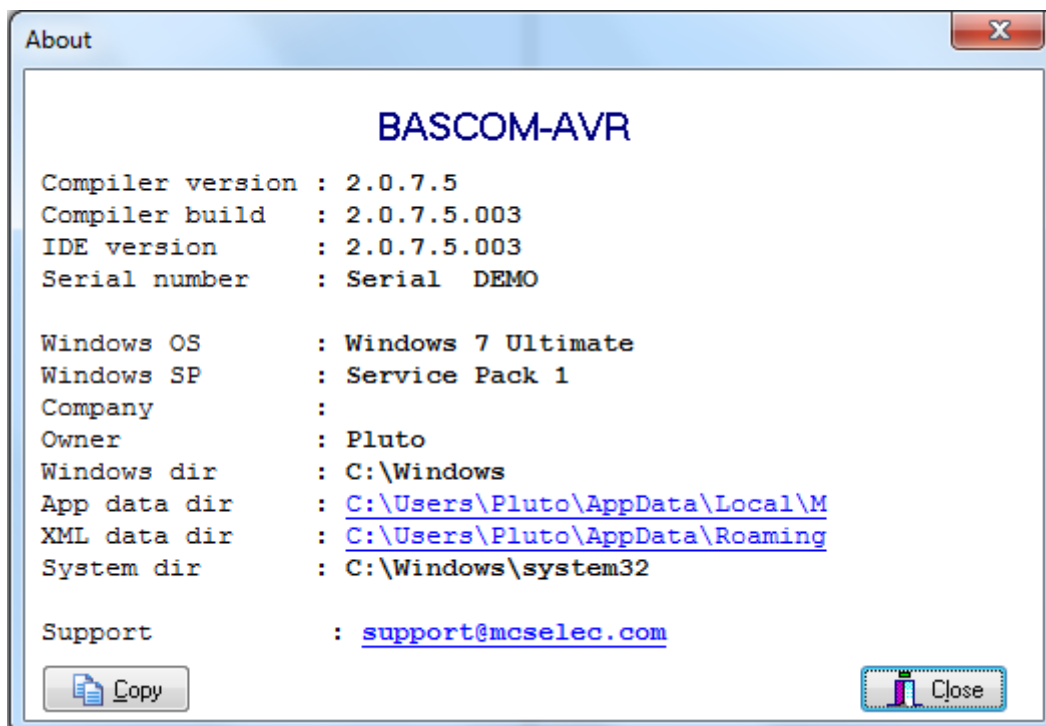 About
BASCOM-AVR
Compiler version : 2.0.7.5
Compiler build : 2.0.7.5.003
IDE version : 2.0.7.5.003
Serial number : Serial DEMO
Windows OS : Windows 7 Ultimate
Windows SP : Service Pack 1
Company :
Owner : Pluto
Windows dir : C:\Windows
App data dir : C:\Users\Pluto\AppData\Local\M
XML data dir : C:\Users\Pluto\AppData\Roaming
System dir : C:\Windows\system32
Support : support@mcselec.com
Copy Close